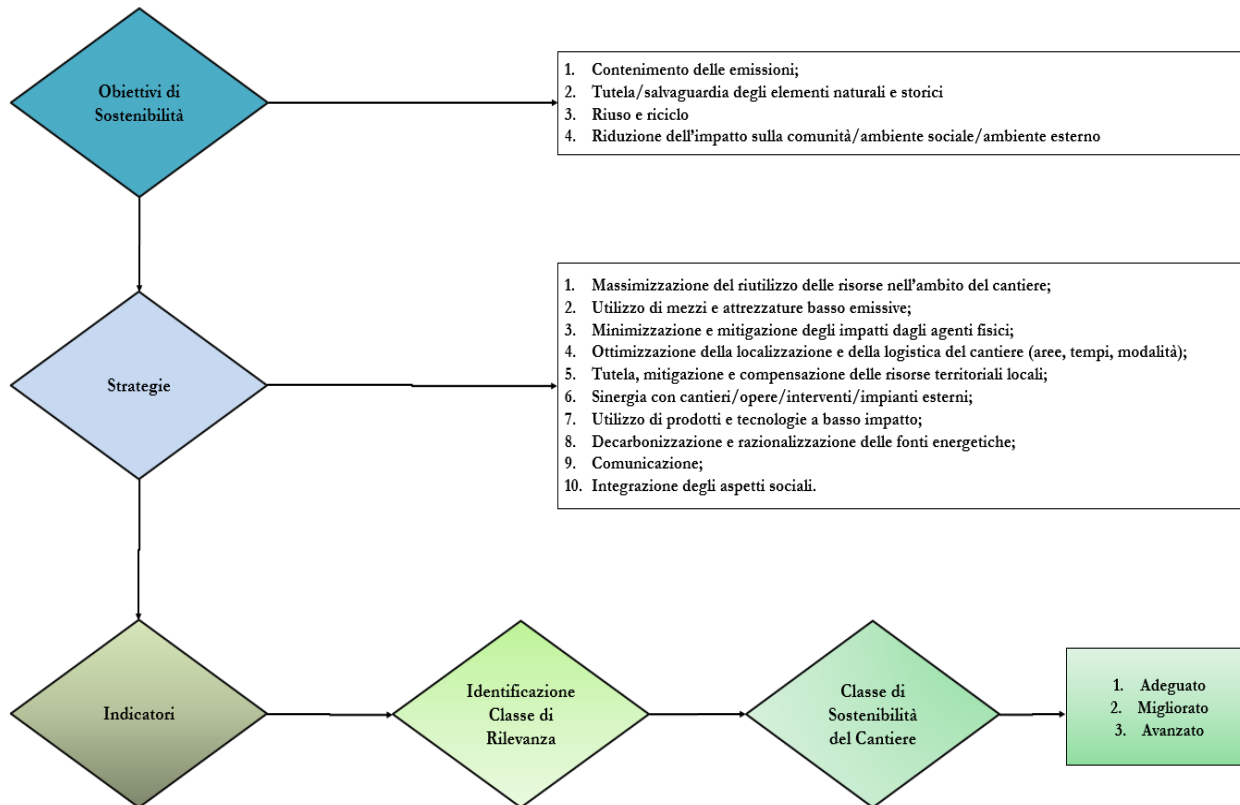 Obiettivi di
Sostenibilità
1. Contenimento delle emissioni;
2. Tutela/salvaguardia degli elementi naturali e storici
3. Riuso e riciclo
4. Riduzione dell'impatto sulla comunità/ambiente sociale/ambiente esterno
Strategie
1. Massimizzazione del riutilizzo delle risorse nell'ambito del cantiere;
2. Utilizzo di mezzi e attrezzature basso emissive;
3. Minimizzazione e mitigazione degli impatti dagli agenti fisici;
4. Ottimizzazione della localizzazione e della logistica del cantiere (aree, tempi, modalità);
5. Tutela, mitigazione e compensazione delle risorse territoriali locali;
6. Sinergia con cantieri/opere/interventi/impianti esterni;
7. Utilizzo di prodotti e tecnologie a basso impatto;
8. Decarbonizzazione e razionalizzazione delle fonti energetiche;
9. Comunicazione;
10. Integrazione degli aspetti sociali.
Indicatori
Identificazione
Classe di
Rilevanza
Classe di
Sostenibilità
del Cantiere
1. Adeguato
2. Migliorato
3. Avanzato